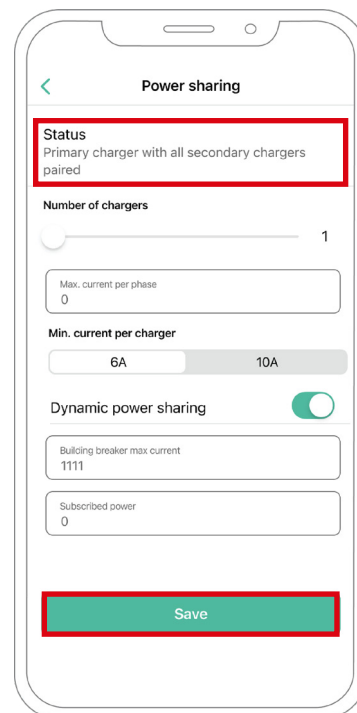 Power sharing
Status
Primary charger with all secondary chargers
paired
Number of chargers
1
Max. current per phase
0
Min. current per charger
6A 10A
Dynamic power sharing
Building breaker max current
1111
Subscribed power
0
Save